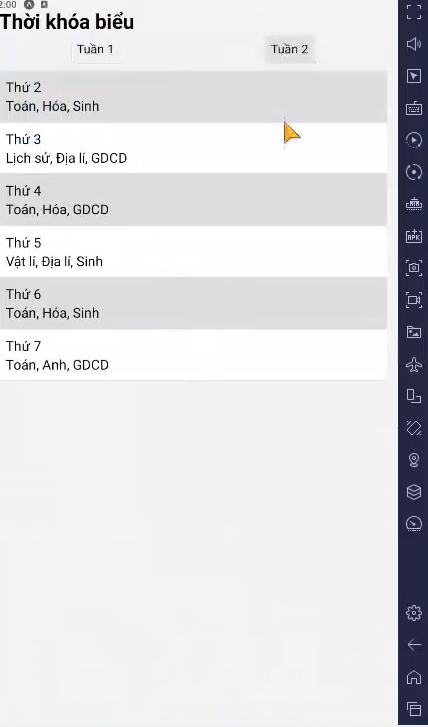 2:00
Thời khóa biểu
Tuần 1
Tuần 2
Thứ 2
Toán, Hóa, Sinh
Thứ 3
Lịch sử, Địa lí, GDCD
Thứ 4
Toán, Hóa, GDCD
Thứ 5
Vật lí, Địa lí, Sinh
Thứ 6
Toán, Hóa, Sinh
Thứ 7
Toán, Anh, GDCD
APK